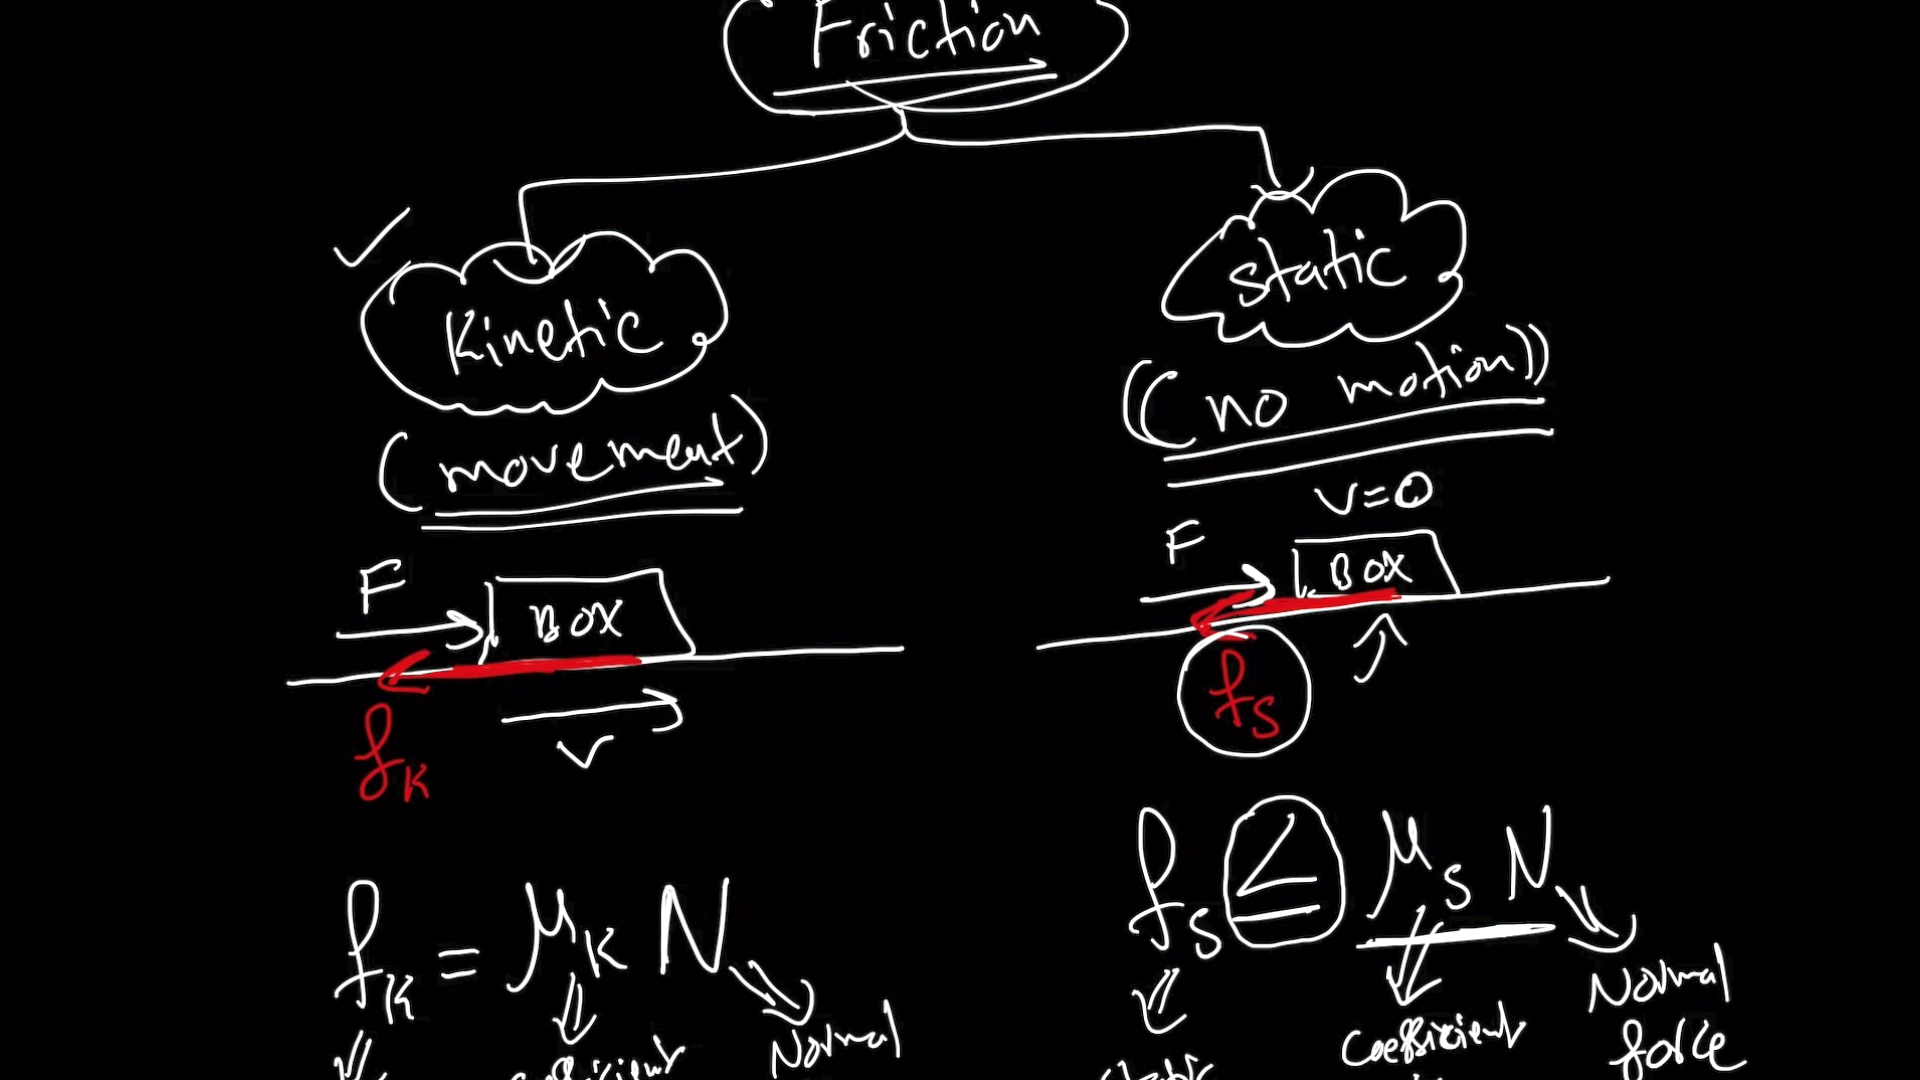 Friction
Kinetic
(movement)
F
BOX
v
fK
fK = μK N
Normal
static
((no motion))
v=0
F
BOX
fs
fs ≤ μs N
static
Coefficient
Normal
force